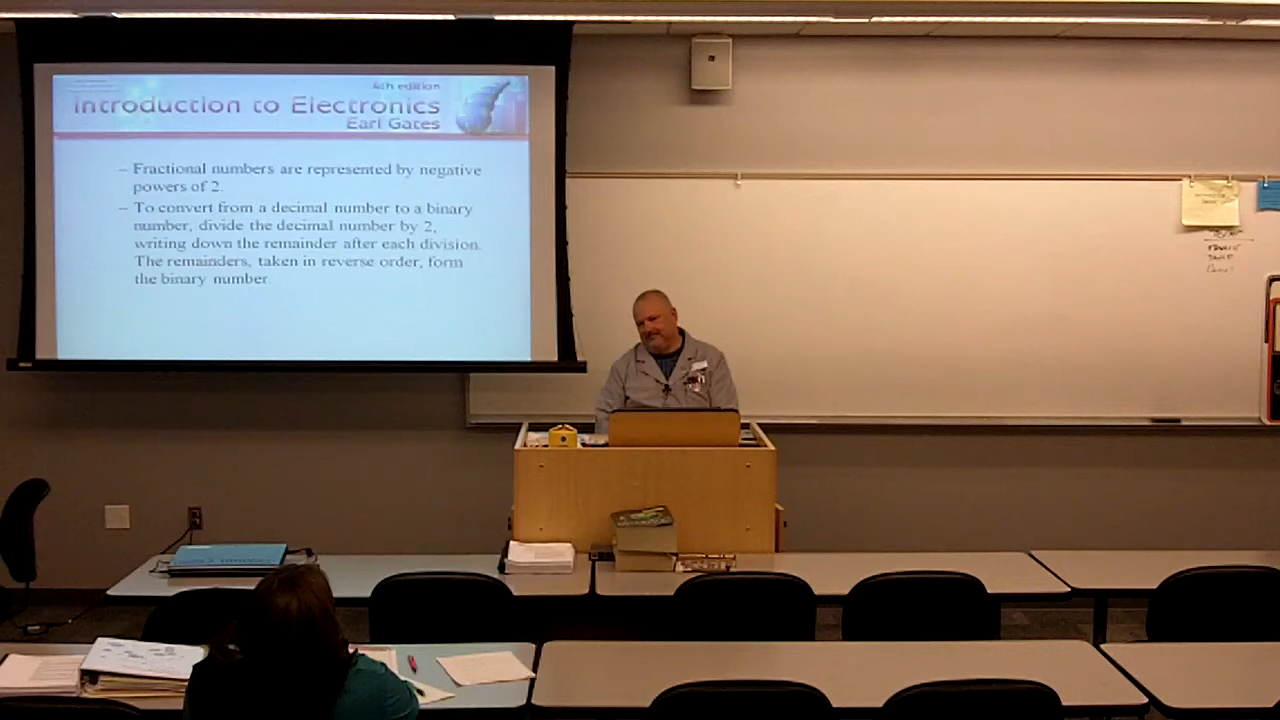 4th edition
Introduction to Electronics
Earl Gates
– Fractional numbers are represented by negative
powers of 2.
– To convert from a decimal number to a binary
number, divide the decimal number by 2,
writing down the remainder after each division.
The remainders, taken in reverse order, form
the binary number